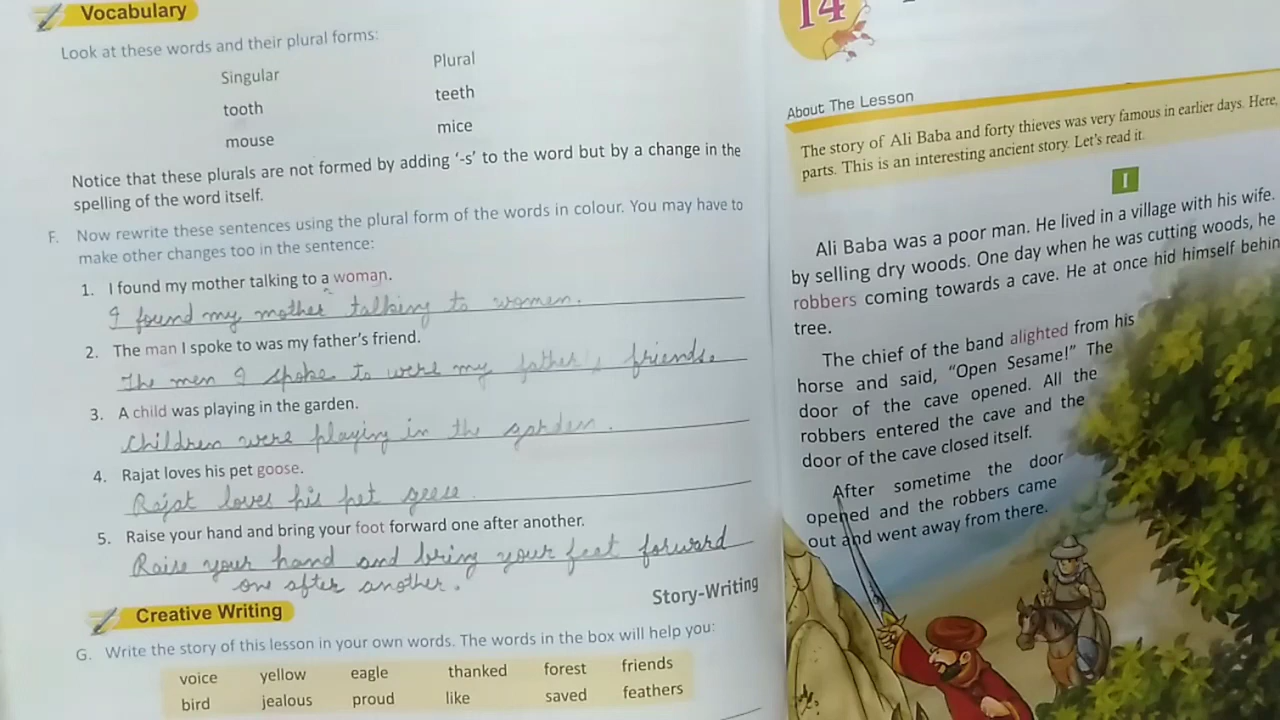 Vocabulary
Look at these words and their plural forms:
Singular Plural
tooth teeth
mouse mice
Notice that these plurals are not formed by adding '-s' to the word but by a change in the
spelling of the word itself.
F. Now rewrite these sentences using the plural form of the words in colour. You may have to
make other changes too in the sentence:
1. I found my mother talking to a woman.
I found my mother talking to women.
2. The man I spoke to was my father's friend.
The men I spoke to were my father's friends.
3. A child was playing in the garden.
Children were playing in the garden.
4. Rajat loves his pet goose.
Rajat loves his pet geese.
5. Raise your hand and bring your foot forward one after another.
Raise your hand and bring your feet forward
one after another.
Creative Writing
Story-Writing
G. Write the story of this lesson in your own words. The words in the box will help you:
voice yellow eagle thanked forest friends
bird jealous proud like saved feathers
14
About The Lesson
The story of Ali Baba and forty thieves was very famous in earlier days. Here,
parts. This is an interesting ancient story. Let's read it.
I
Ali Baba was a poor man. He lived in a village with his wife.
by selling dry woods. One day when he was cutting woods, he
robbers coming towards a cave. He at once hid himself behin
tree.
The chief of the band alighted from his
horse and said, "Open Sesame!" The
door of the cave opened. All the
robbers entered the cave and the
door of the cave closed itself.
After sometime the door
opened and the robbers came
out and went away from there.